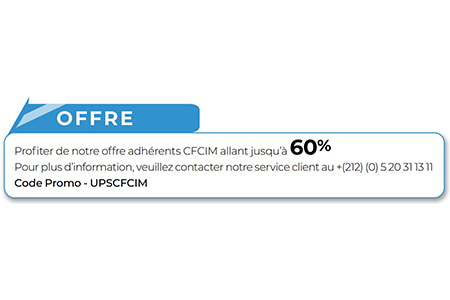 OFFRE
Profiter de notre offre adhérents CFCIM allant jusqu'à 60%
Pour plus d'information, veuillez contacter notre service client au +(212) (0) 5 20 31 13 11
Code Promo - UPSCFCIM